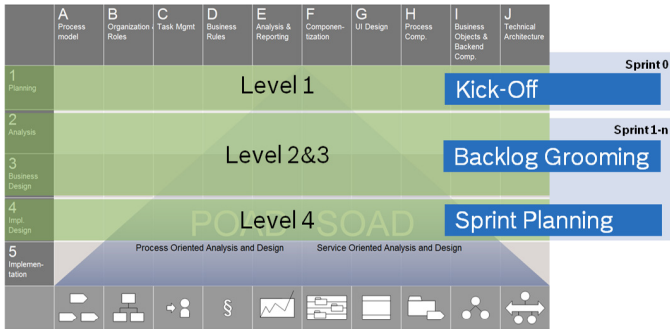 A
Process
model
B
Organization &
Roles
C
Task Mgmt
D
Business
Rules
E
Analysis &
Reporting
F
Componen-
tization
G
UI Design
H
Process
Comp.
I
Business
Objects &
Backend
Comp.
J
Technical
Architecture
Sprint 0
1
Planning
Level 1
Kick-Off
Sprint 1-n
2
Analysis
Level 2&3
Backlog Grooming
3
Business
Design
4
Impl.
Design
POAD SOAD
Level 4
Sprint Planning
Process Oriented Analysis and Design
Service Oriented Analysis and Design
5
Implemen-
tation
§